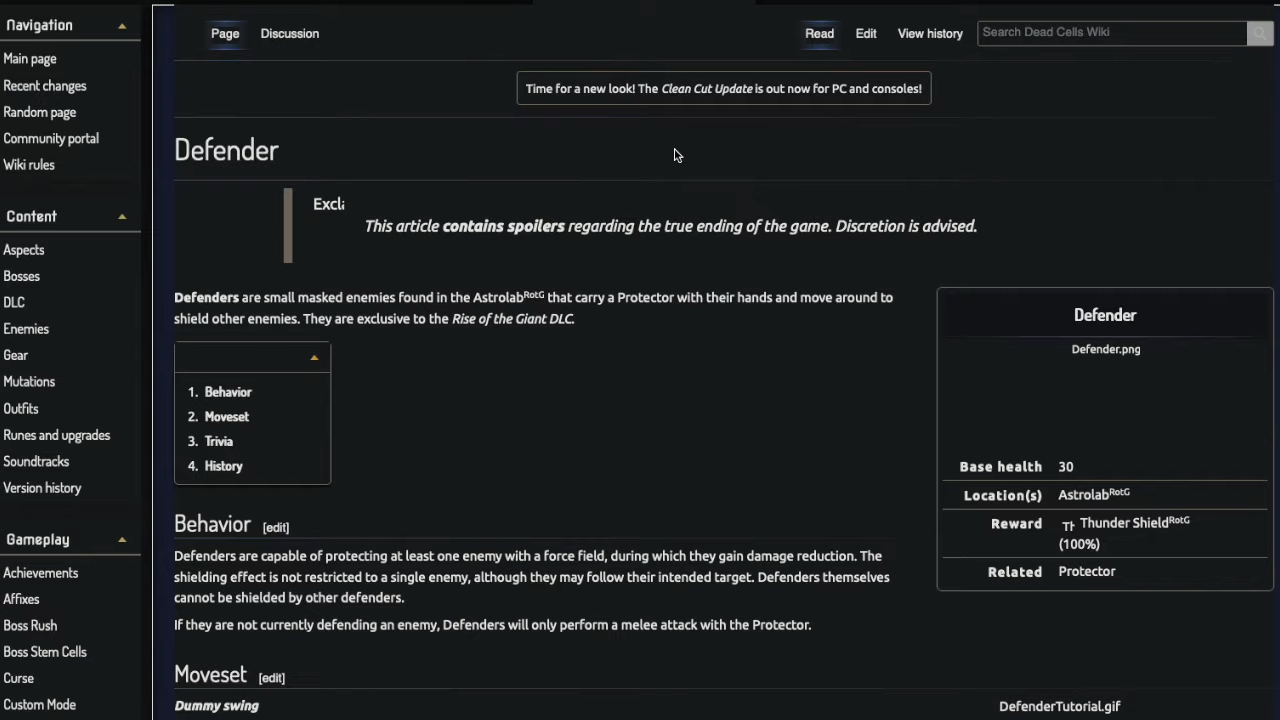 Navigation
Main page
Recent changes
Random page
Community portal
Wiki rules
Content
Aspects
Bosses
DLC
Enemies
Gear
Mutations
Outfits
Runes and upgrades
Soundtracks
Version history
Gameplay
Achievements
Affixes
Boss Rush
Boss Stem Cells
Curse
Custom Mode
Page Discussion Read Edit View history Search Dead Cells Wiki
Time for a new look! The Clean Cut Update is out now for PC and consoles!
Defender
Excla
This article contains spoilers regarding the true ending of the game. Discretion is advised.
Defenders are small masked enemies found in the AstrolabRotG that carry a Protector with their hands and move around to
shield other enemies. They are exclusive to the Rise of the Giant DLC.
1. Behavior
2. Moveset
3. Trivia
4. History
Defender
Defender.png
Base health 30
Location(s) AstrolabRotG
Reward Th Thunder ShieldRotG
(100%)
Related Protector
Behavior [edit]
Defenders are capable of protecting at least one enemy with a force field, during which they gain damage reduction. The
shielding effect is not restricted to a single enemy, although they may follow their intended target. Defenders themselves
cannot be shielded by other defenders.
If they are not currently defending an enemy, Defenders will only perform a melee attack with the Protector.
Moveset [edit]
Dummy swing
DefenderTutorial.gif